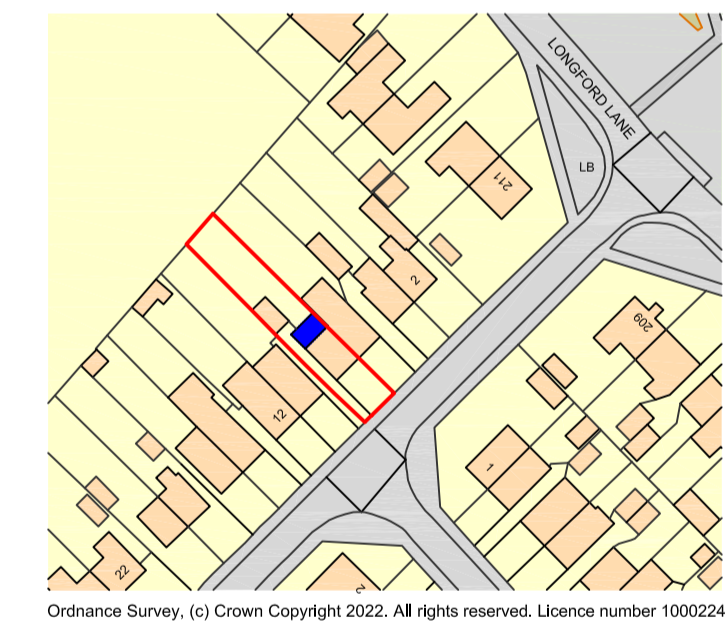 LONGFORD LANE
LB
211
2
209
12
1
22
2
Ordnance Survey, (c) Crown Copyright 2022. All rights reserved. Licence number 1000224